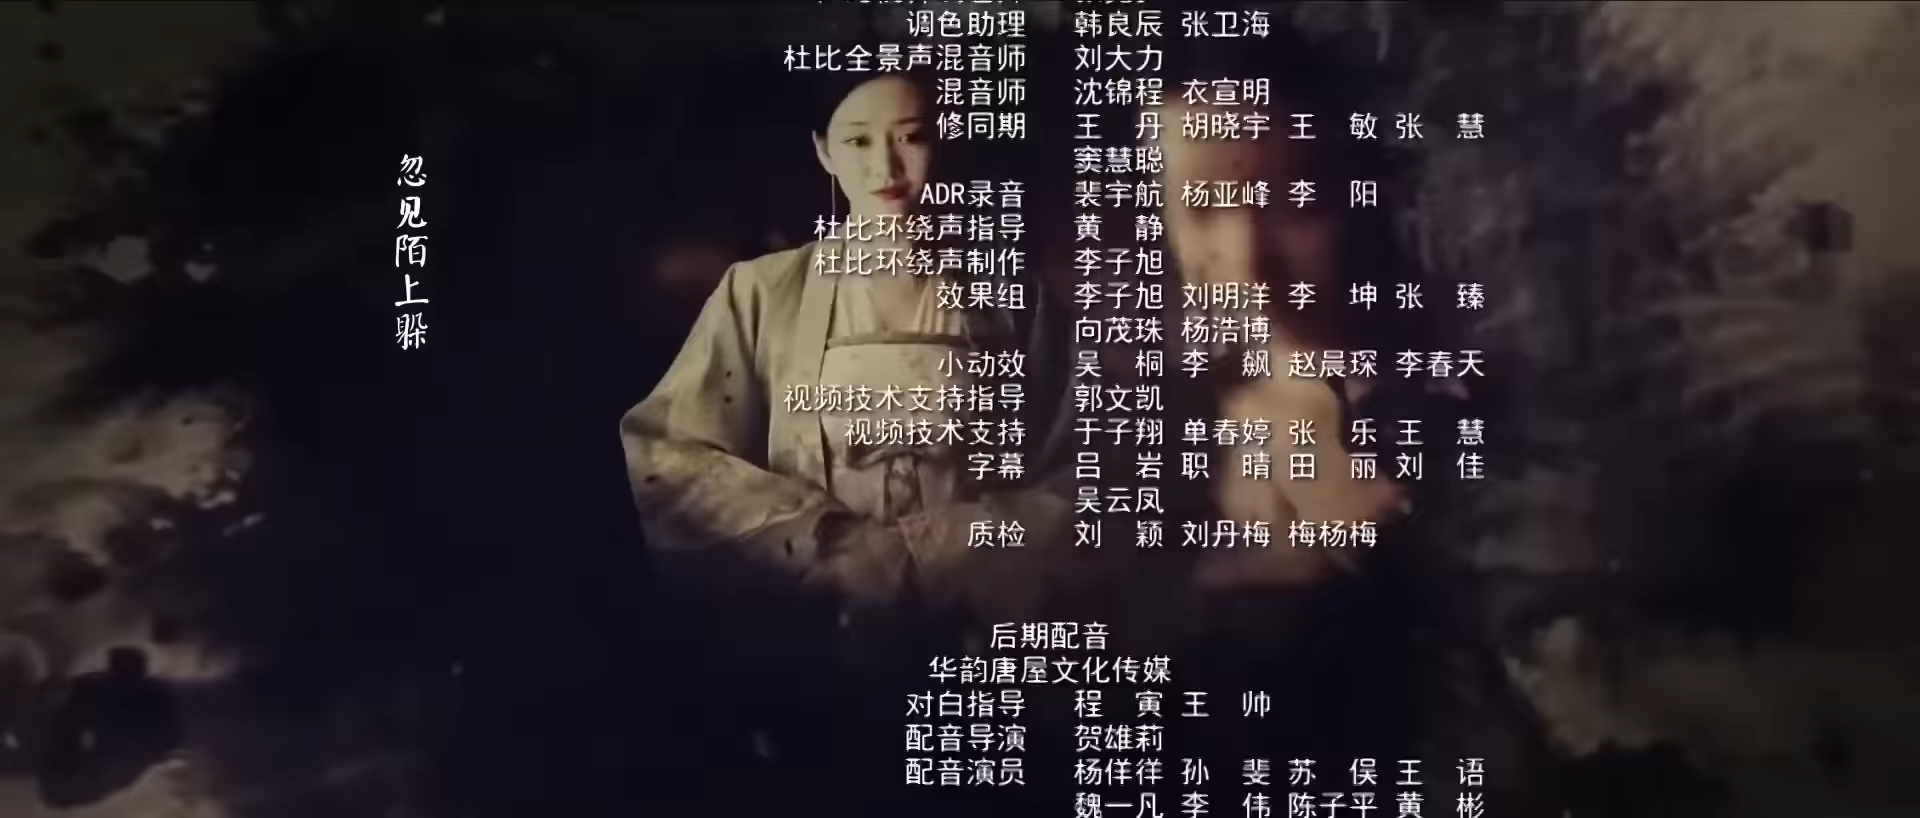 忽见陌上躲
调色助理 韩良辰 张卫海
杜比全景声混音师 刘大力
混音师 沈锦程 衣宣明
修同期 王 丹 胡晓宇 王 敏 张 慧
窦慧聪
ADR录音 裴宇航 杨亚峰 李 阳
杜比环绕声指导 黄 静
杜比环绕声制作 李子旭
效果组 李子旭 刘明洋 李 坤 张 臻
向茂珠 杨浩博
小动效 吴 桐 李 飙 赵晨琛 李春天
视频技术支持指导 郭文凯
视频技术支持 于子翔 单春婷 张 乐 王 慧
字幕 吕 岩 职 晴 田 丽 刘 佳
吴云凤
质检 刘 颖 刘丹梅 梅杨梅
后期配音
华韵唐屋文化传媒
对白指导 程 寅 王 帅
配音导演 贺雄莉
配音演员 杨佯徉 孙 斐 苏 俣 王 语
魏一凡 李 伟 陈子平 黄 彬